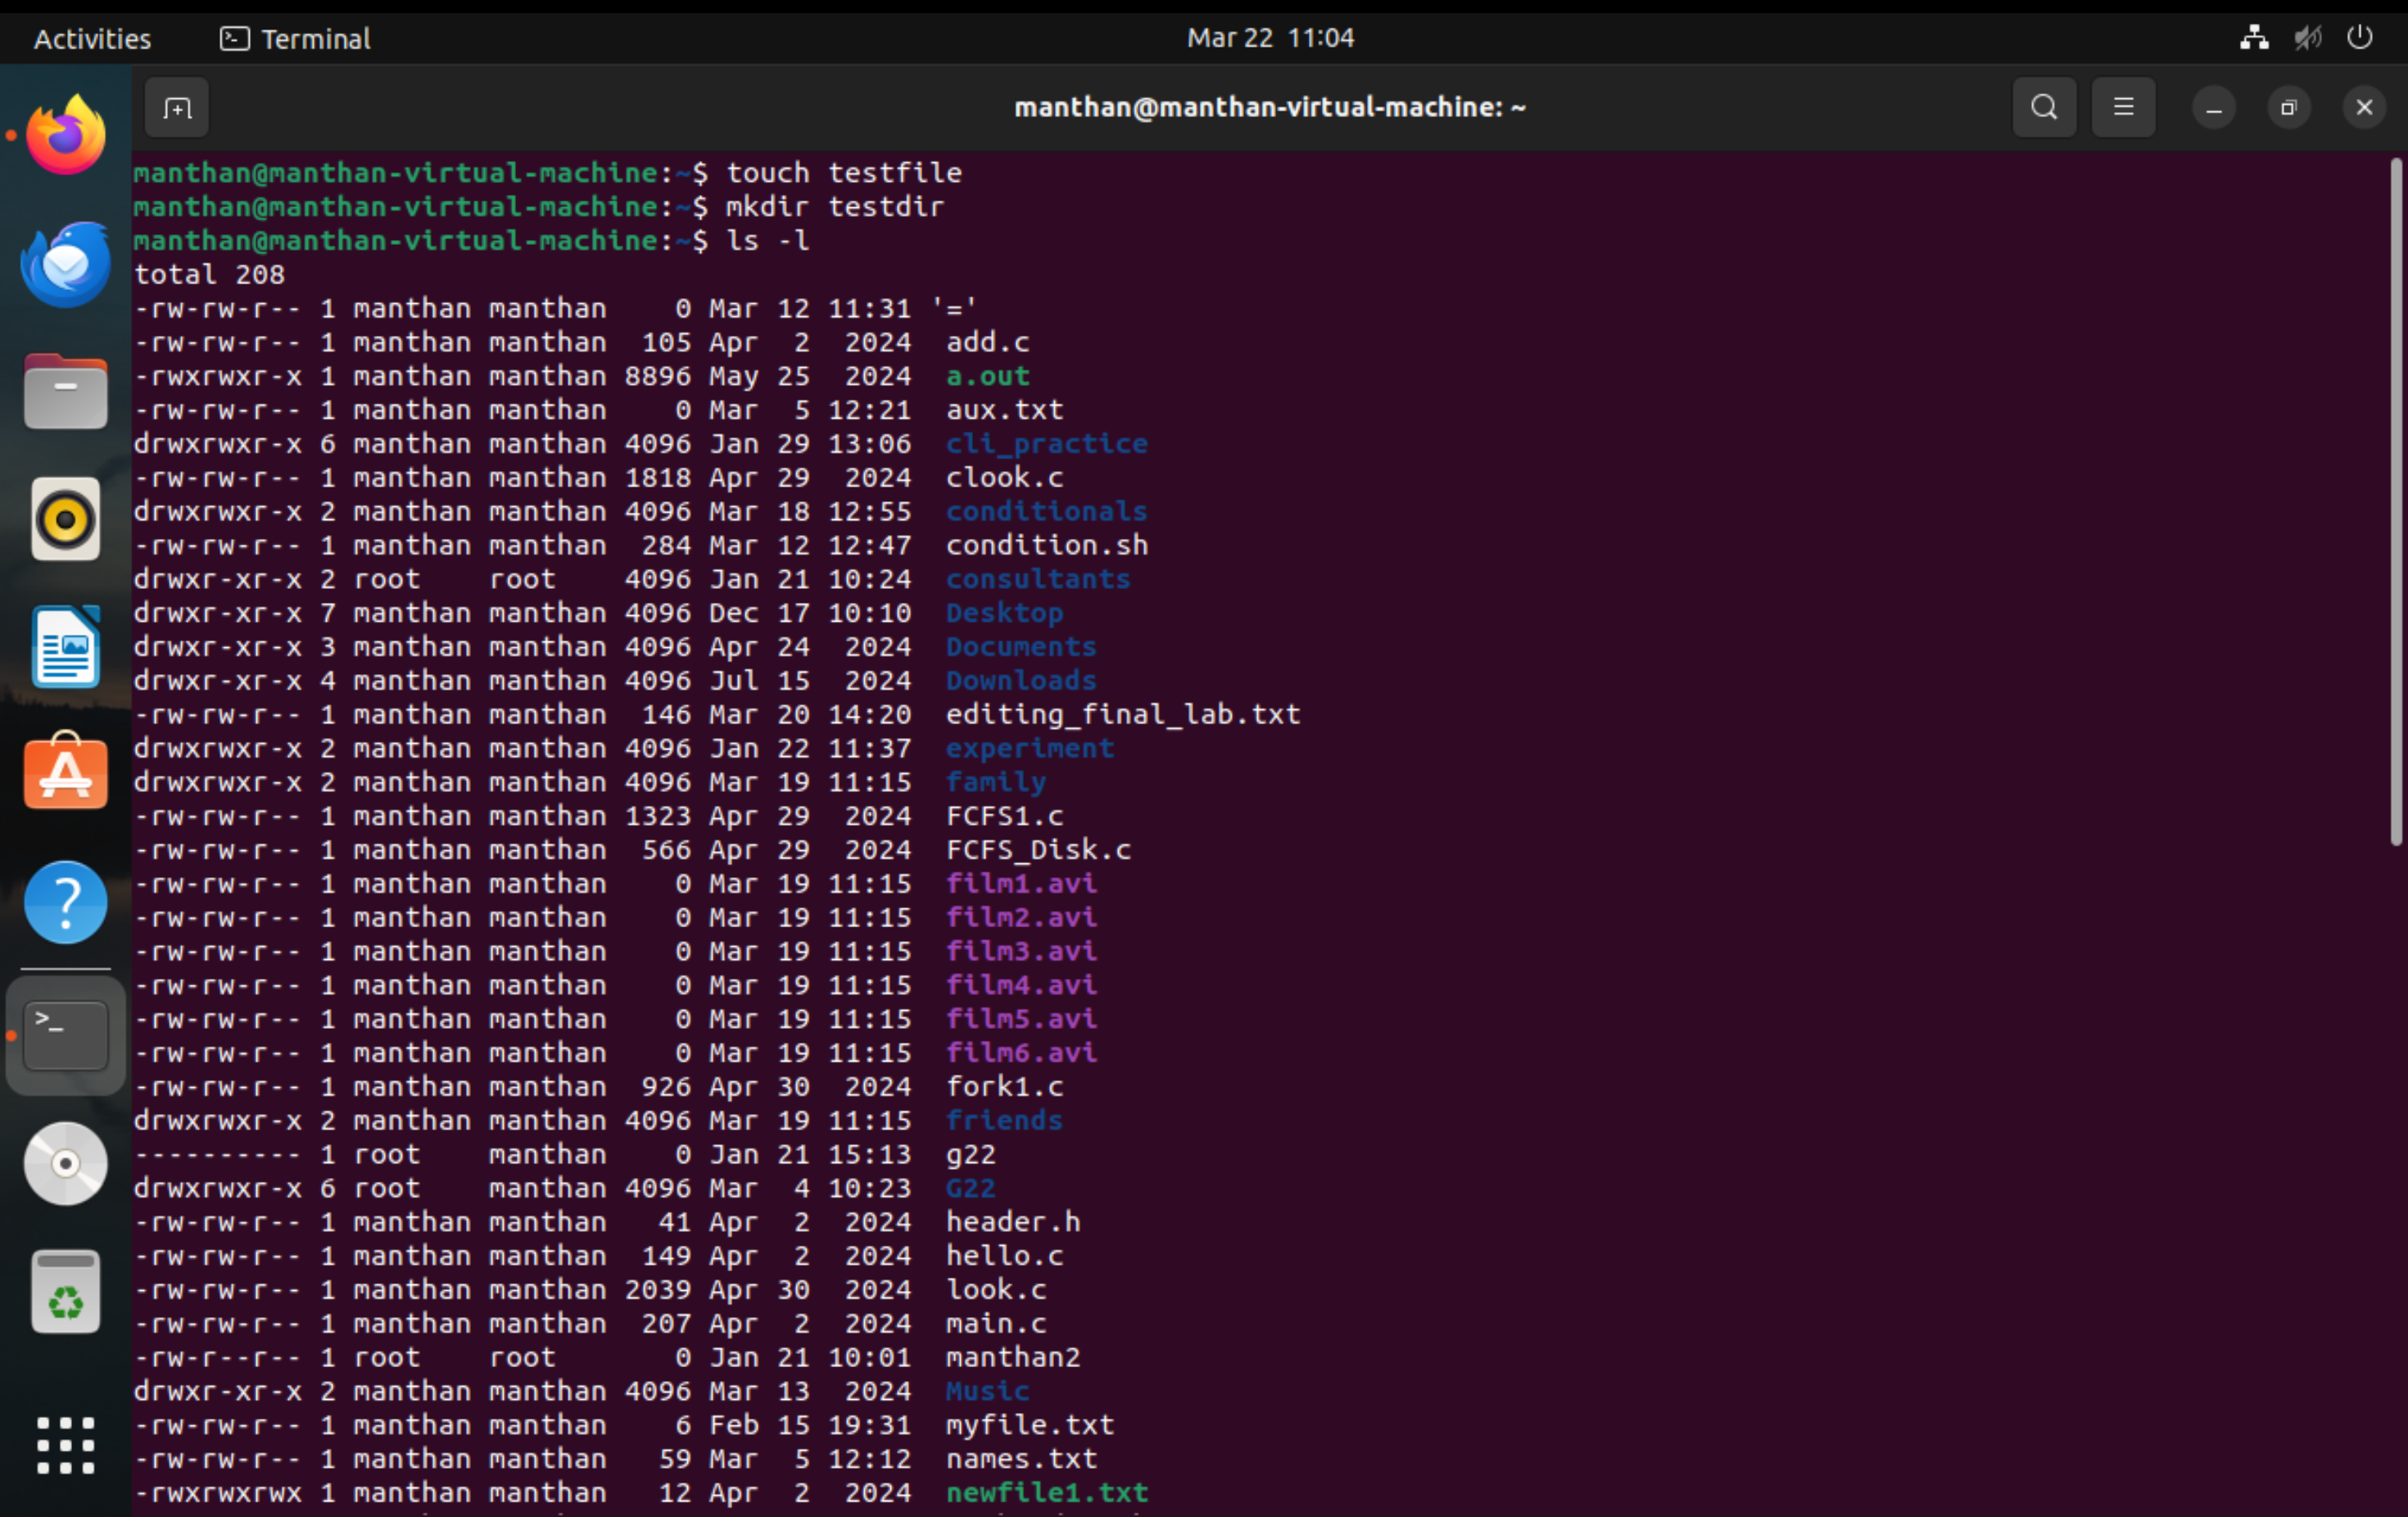 Activities Terminal Mar 22 11:04
manthan@manthan-virtual-machine: ~
manthan@manthan-virtual-machine:~$ touch testfile
manthan@manthan-virtual-machine:~$ mkdir testdir
manthan@manthan-virtual-machine:~$ ls -l
total 208
-rw-rw-r-- 1 manthan manthan    0 Mar 12 11:31 '='
-rw-rw-r-- 1 manthan manthan  105 Apr  2  2024  add.c
-rwxrwxr-x 1 manthan manthan 8896 May 25  2024  a.out
-rw-rw-r-- 1 manthan manthan    0 Mar  5 12:21  aux.txt
drwxrwxr-x 6 manthan manthan 4096 Jan 29 13:06  cli_practice
-rw-rw-r-- 1 manthan manthan 1818 Apr 29  2024  clook.c
drwxrwxr-x 2 manthan manthan 4096 Mar 18 12:55  conditionals
-rw-rw-r-- 1 manthan manthan  284 Mar 12 12:47  condition.sh
drwxr-xr-x 2 root    root    4096 Jan 21 10:24  consultants
drwxr-xr-x 7 manthan manthan 4096 Dec 17 10:10  Desktop
drwxr-xr-x 3 manthan manthan 4096 Apr 24  2024  Documents
drwxr-xr-x 4 manthan manthan 4096 Jul 15  2024  Downloads
-rw-rw-r-- 1 manthan manthan  146 Mar 20 14:20  editing_final_lab.txt
drwxrwxr-x 2 manthan manthan 4096 Jan 22 11:37  experiment
drwxrwxr-x 2 manthan manthan 4096 Mar 19 11:15  family
-rw-rw-r-- 1 manthan manthan 1323 Apr 29  2024  FCFS1.c
-rw-rw-r-- 1 manthan manthan  566 Apr 29  2024  FCFS_Disk.c
-rw-rw-r-- 1 manthan manthan    0 Mar 19 11:15  film1.avi
-rw-rw-r-- 1 manthan manthan    0 Mar 19 11:15  film2.avi
-rw-rw-r-- 1 manthan manthan    0 Mar 19 11:15  film3.avi
-rw-rw-r-- 1 manthan manthan    0 Mar 19 11:15  film4.avi
-rw-rw-r-- 1 manthan manthan    0 Mar 19 11:15  film5.avi
-rw-rw-r-- 1 manthan manthan    0 Mar 19 11:15  film6.avi
-rw-rw-r-- 1 manthan manthan  926 Apr 30  2024  fork1.c
drwxrwxr-x 2 manthan manthan 4096 Mar 19 11:15  friends
---------- 1 root    manthan    0 Jan 21 15:13  g22
drwxrwxr-x 6 root    manthan 4096 Mar  4 10:23  G22
-rw-rw-r-- 1 manthan manthan   41 Apr  2  2024  header.h
-rw-rw-r-- 1 manthan manthan  149 Apr  2  2024  hello.c
-rw-rw-r-- 1 manthan manthan 2039 Apr 30  2024  look.c
-rw-rw-r-- 1 manthan manthan  207 Apr  2  2024  main.c
-rw-r--r-- 1 root    root       0 Jan 21 10:01  manthan2
drwxr-xr-x 2 manthan manthan 4096 Mar 13  2024  Music
-rw-rw-r-- 1 manthan manthan    6 Feb 15 19:31  myfile.txt
-rw-rw-r-- 1 manthan manthan   59 Mar  5 12:12  names.txt
-rwxrwxrwx 1 manthan manthan   12 Apr  2  2024  newfile1.txt